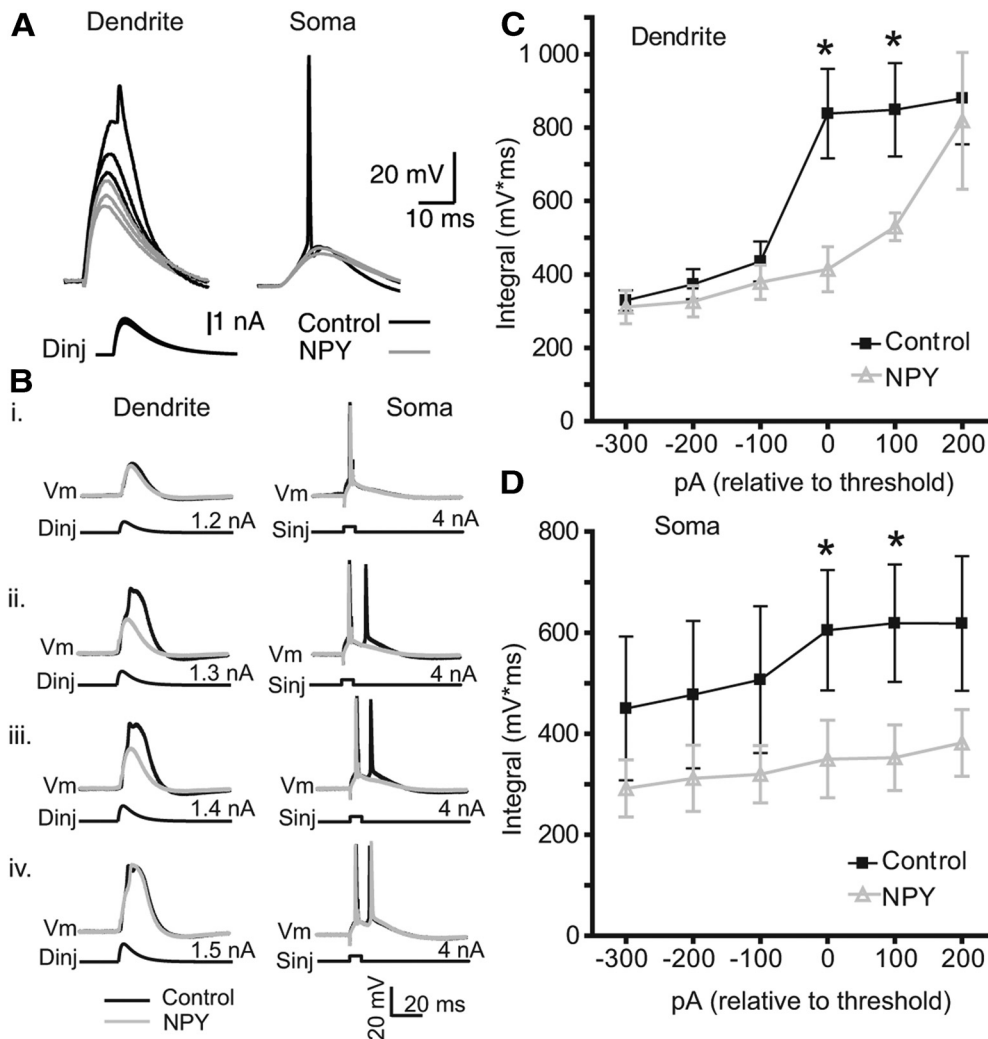 A
Dendrite
Soma
20 mV
10 ms
1 nA
Dinj
Control
NPY
B
Dendrite
Soma
i.
Vm
Vm
Dinj
1.2 nA
Sinj
4 nA
ii.
Vm
Vm
Dinj
1.3 nA
Sinj
4 nA
iii.
Vm
Vm
Dinj
1.4 nA
Sinj
4 nA
iv.
Vm
Vm
Dinj
1.5 nA
Sinj
4 nA
Control
NPY
20 mV
20 ms
C
Dendrite
* *
Integral (mV*ms)
1 000
800
600
400
200
0
Control
NPY
-300 -200 -100 0 100 200
pA (relative to threshold)
D
Soma
* *
Integral (mV*ms)
800
600
400
200
0
Control
NPY
-300 -200 -100 0 100 200
pA (relative to threshold)